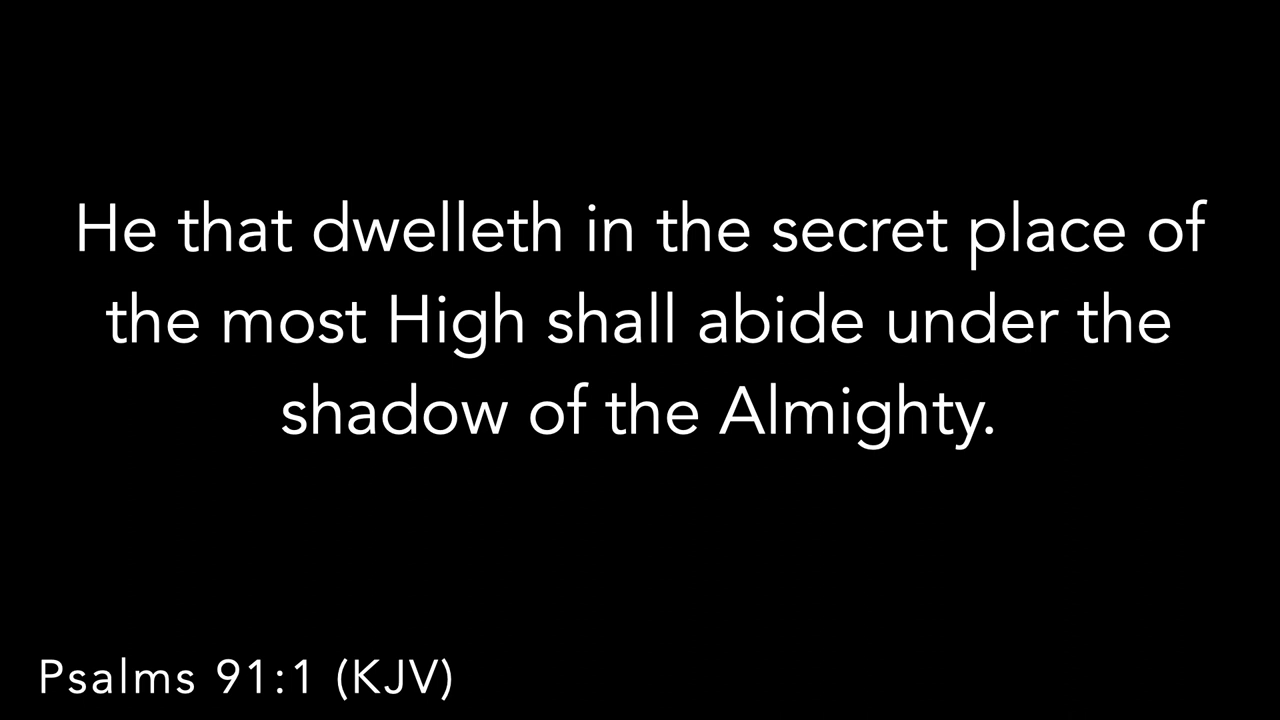 He that dwelleth in the secret place of
the most High shall abide under the
shadow of the Almighty.
Psalms 91:1 (KJV)